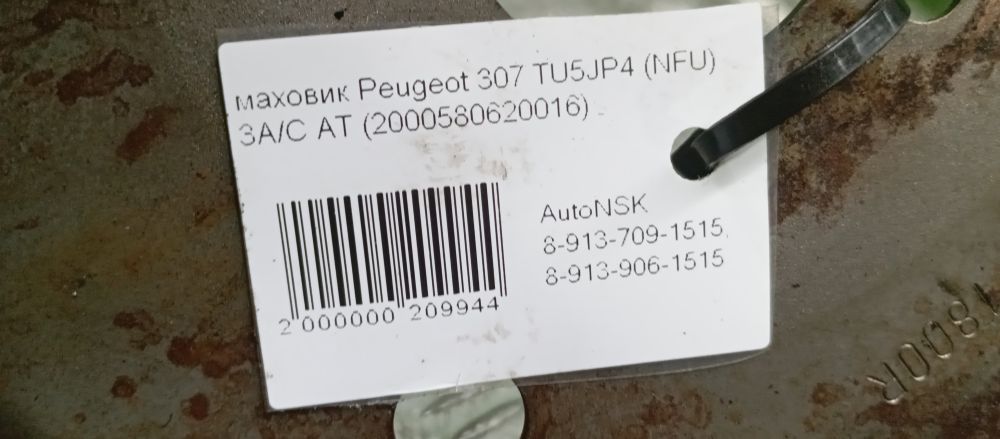 маховик Peugeot 307 TU5JP4 (NFU)
3A/C AT (2000580620016)
AutoNSK
8-913-709-1515,
8-913-906-1515
2 000000 209944
800R